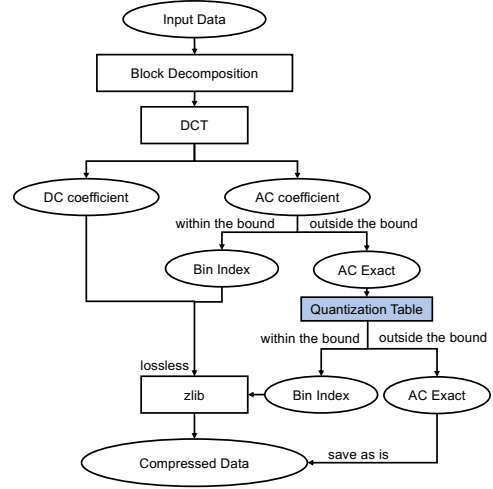 Input Data
Block Decomposition
DCT
DC coefficient
AC coefficient
within the bound
outside the bound
Bin Index
AC Exact
Quantization Table
within the bound
outside the bound
lossless
zlib
Bin Index
AC Exact
Compressed Data
save as is